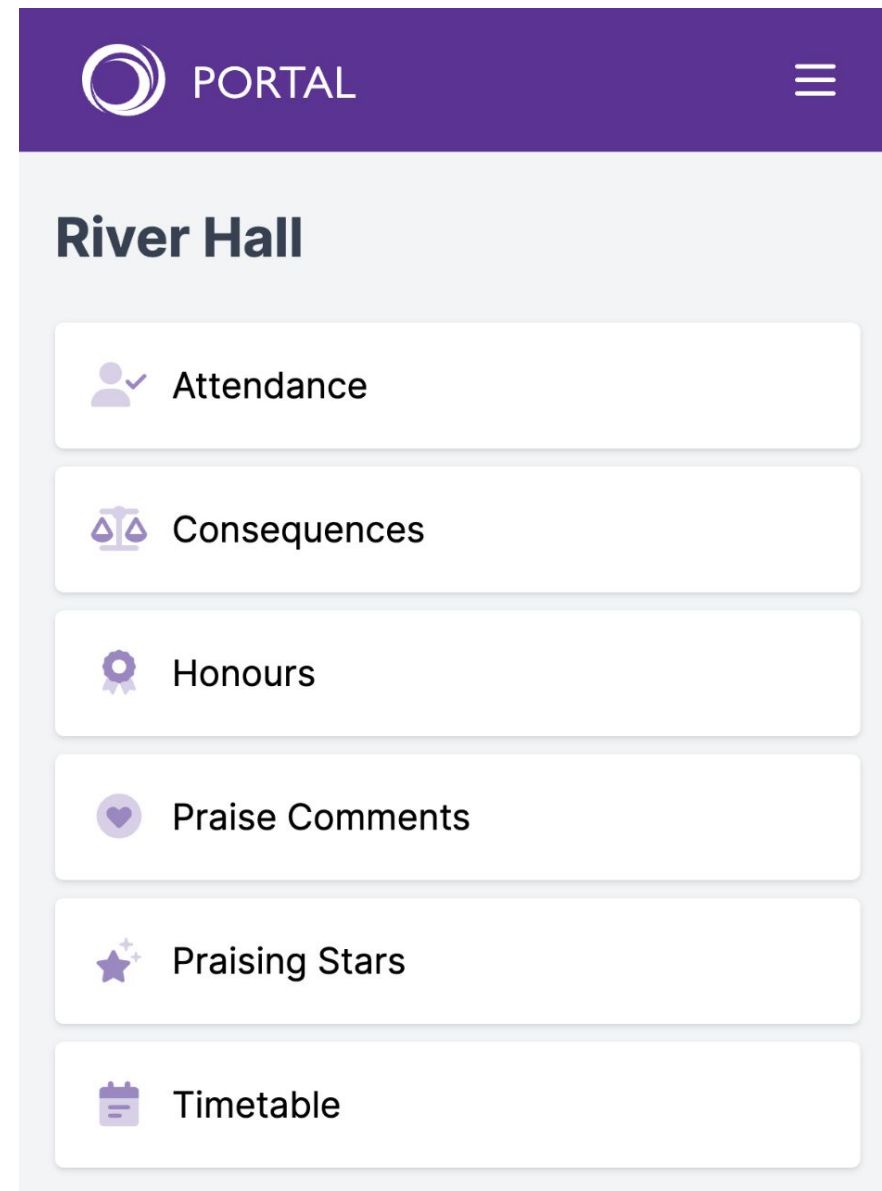 PORTAL
River Hall
Attendance
Consequences
Honours
Praise Comments
Praising Stars
Timetable